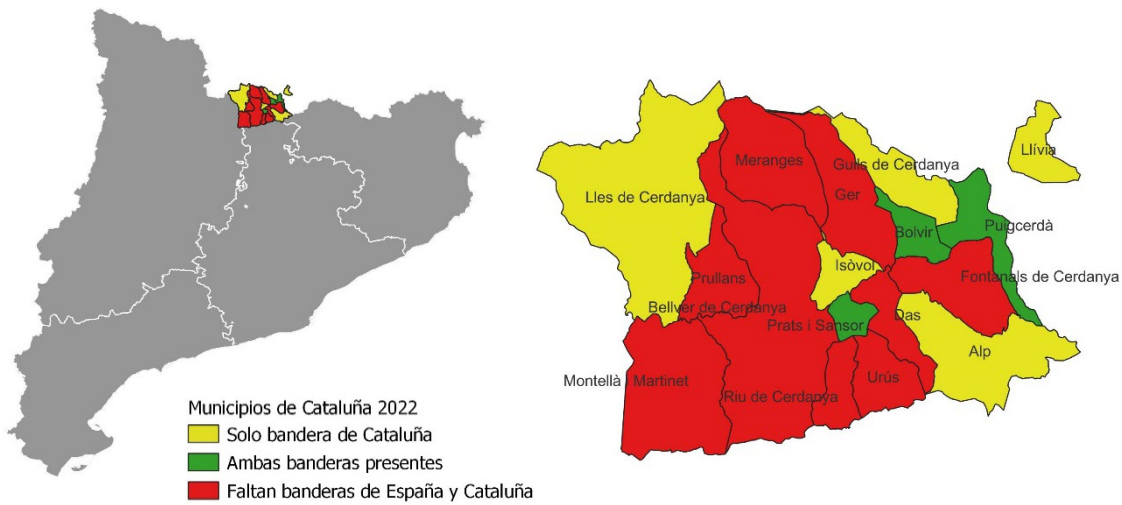 Municipios de Cataluña 2022
Solo bandera de Cataluña
Ambas banderas presentes
Faltan banderas de España y Cataluña
Llívia
Meranges
Guils de Cerdanya
Lles de Cerdanya
Ger
Bolvir
Puigcerdà
Isòvol
Fontanals de Cerdanya
Prullans
Bellver de Cerdanya
Prats i Sansor
Das
Alp
Montellà i Martinet
Urús
Riu de Cerdanya